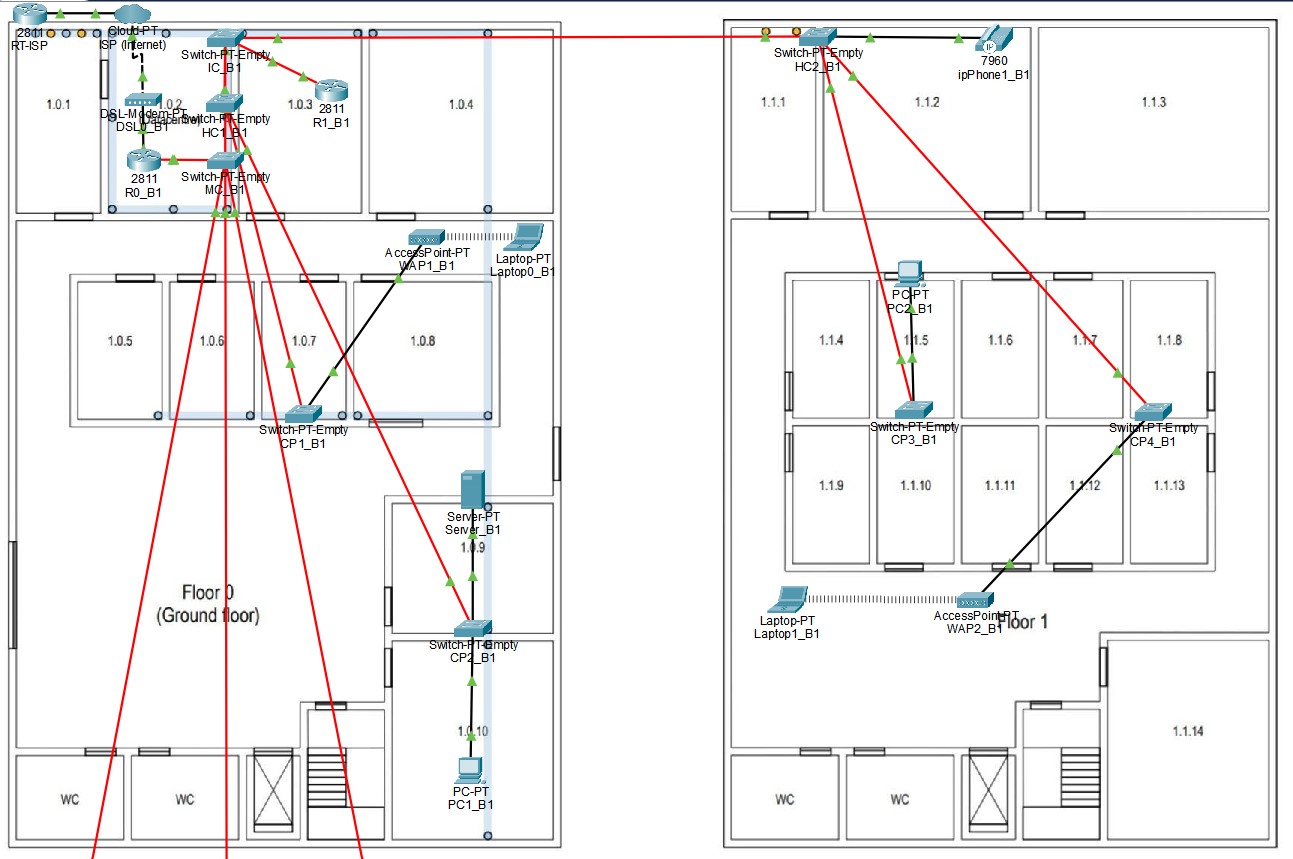 2811
RT-ISP
Cloud-PT
ISP (Internet)
Switch-PT-Empty
IC_B1
2811
R1_B1
1.0.1
1.0.2
1.0.3
1.0.4
DSL-Modem-PT
DSL0_B1
Switch-PT-Empty
HC1_B1
2811
R0_B1
Switch-PT-Empty
MC_B1
AccessPoint-PT
WAP1_B1
Laptop-PT
Laptop0_B1
1.0.5
1.0.6
1.0.7
1.0.8
Switch-PT-Empty
CP1_B1
Server-PT
Server_B1
1.0.9
Floor 0
(Ground floor)
Switch-PT-Empty
CP2_B1
1.0.10
PC-PT
PC1_B1
WC
WC
Switch-PT-Empty
HC2_B1
7960
IP
ipPhone1_B1
1.1.1
1.1.2
1.1.3
PC-PT
PC2_B1
1.1.4
1.1.5
1.1.6
1.1.7
1.1.8
Switch-PT-Empty
CP3_B1
Switch-PT-Empty
CP4_B1
1.1.9
1.1.10
1.1.11
1.1.12
1.1.13
Laptop-PT
Laptop1_B1
AccessPoint-PT
WAP2_B1
Floor 1
1.1.14
WC
WC